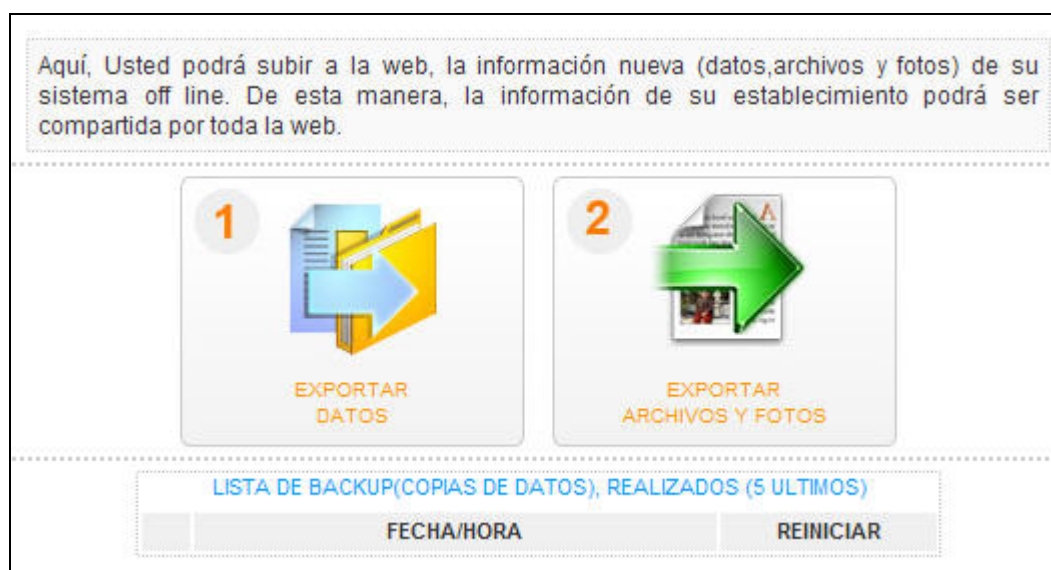 Aquí, Usted podrá subir a la web, la información nueva (datos,archivos y fotos) de su
sistema off line. De esta manera, la información de su establecimiento podrá ser
compartida por toda la web.
1
EXPORTAR
DATOS
2
EXPORTAR
ARCHIVOS Y FOTOS
LISTA DE BACKUP(COPIAS DE DATOS), REALIZADOS (5 ULTIMOS)
FECHA/HORA REINICIAR